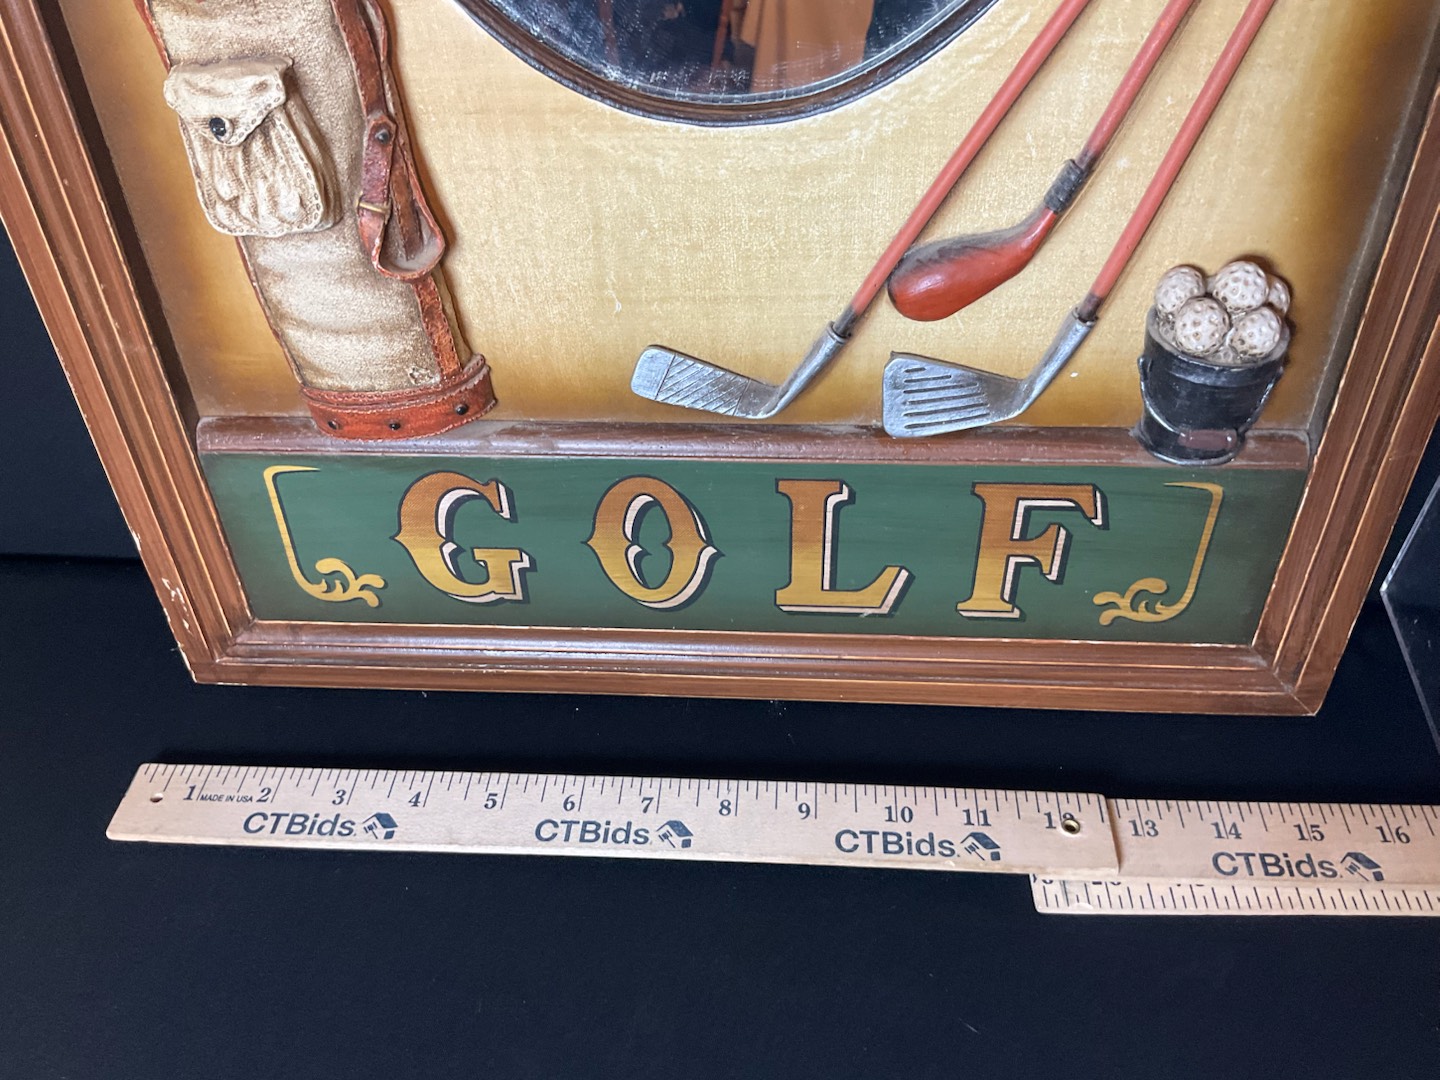 GOLF
1 MADE IN USA 2 3 4 5 6 7 8 9 10 11 12 13 14 15 16
CTBids. CTBids. CTBids. CTBids.